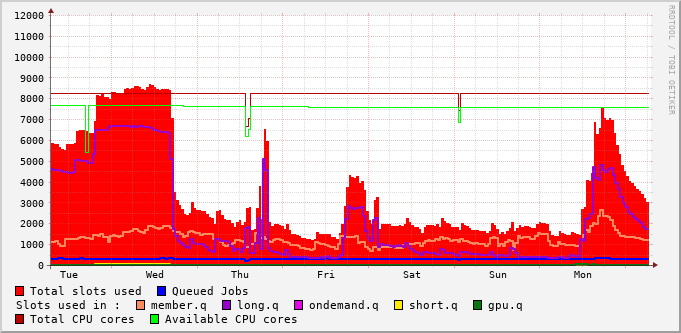 RRDTOOL / TOBI OETIKER
12000
11000
10000
9000
8000
7000
6000
5000
4000
3000
2000
1000
0
Tue Wed Thu Fri Sat Sun Mon
Total slots used Queued Jobs
Slots used in : member.q long.q ondemand.q short.q gpu.q
Total CPU cores Available CPU cores